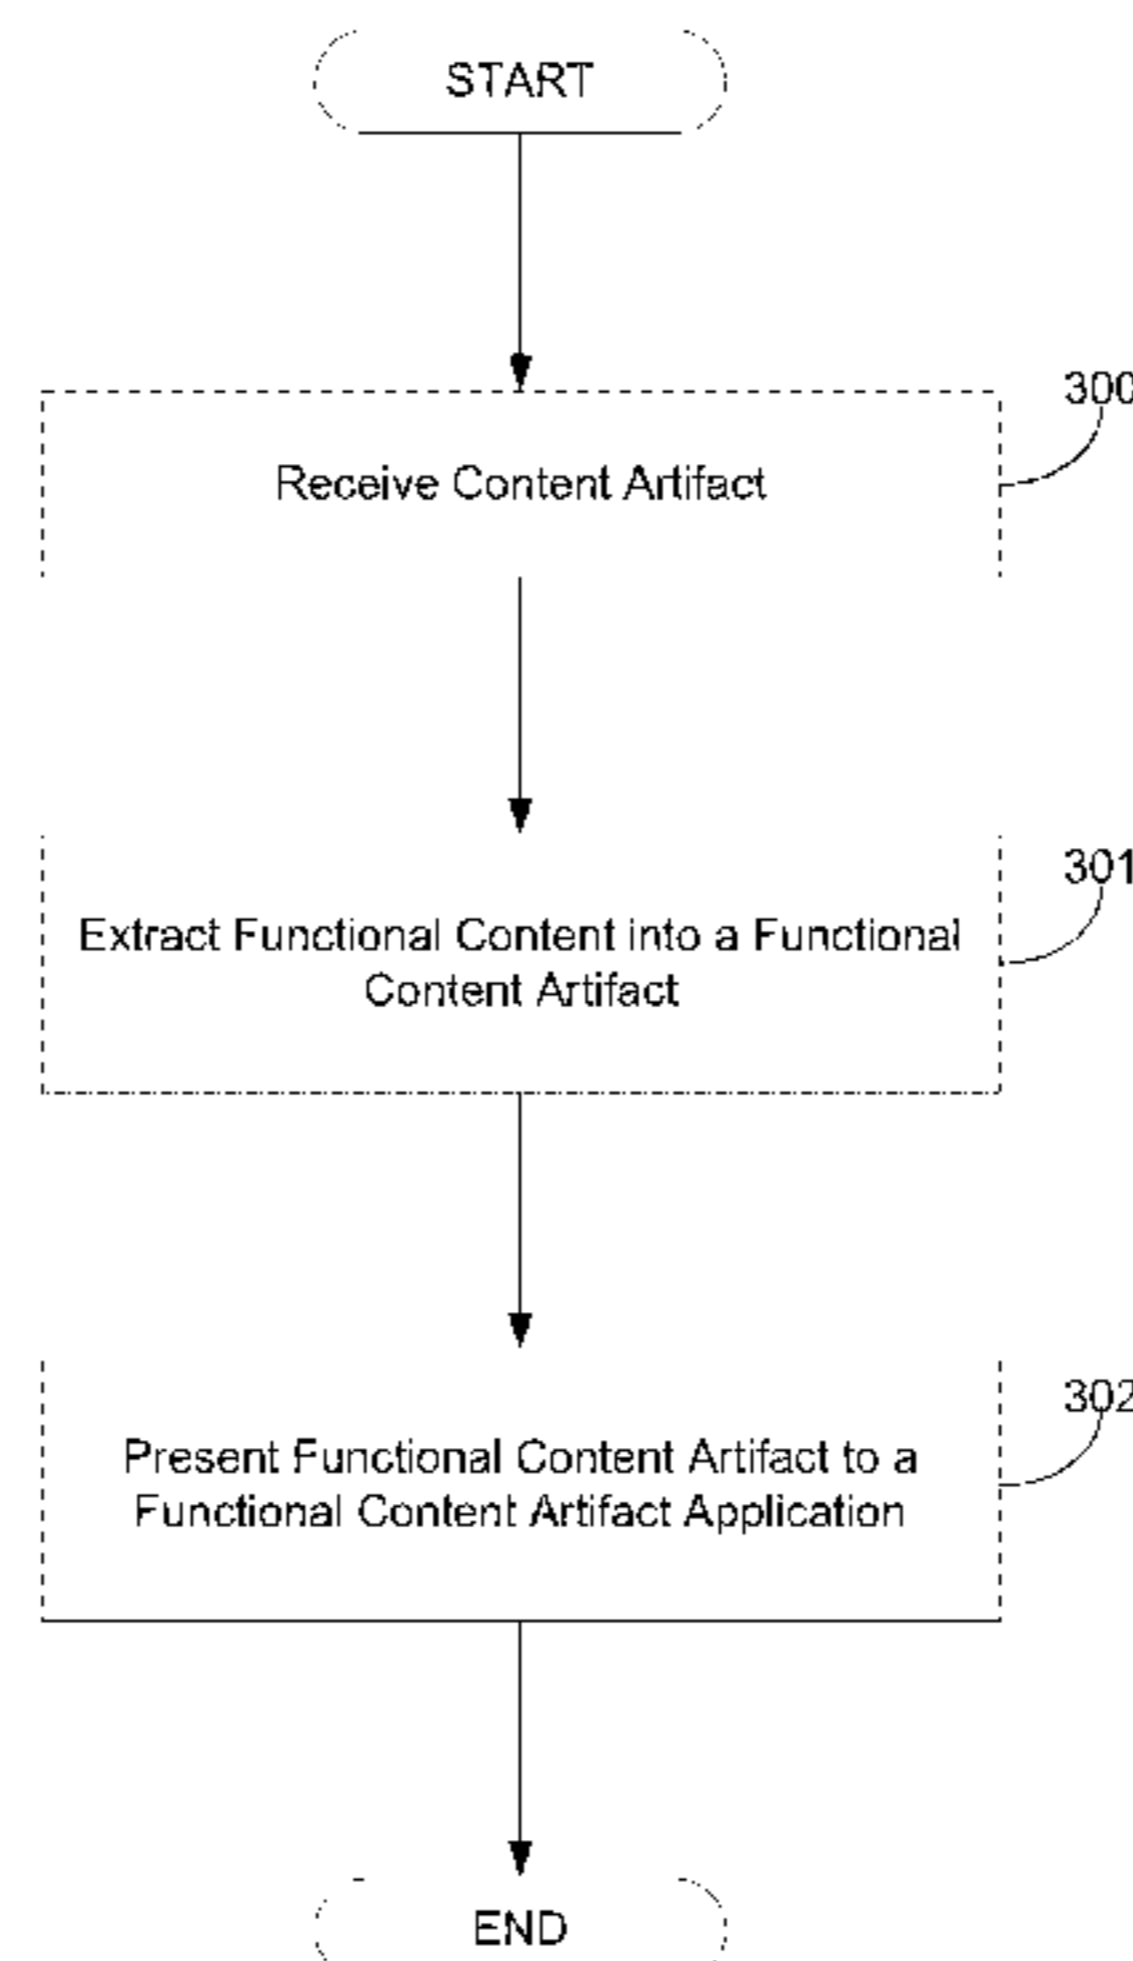 START
300
Receive Content Artifact
301
Extract Functional Content into a Functional
Content Artifact
302
Present Functional Content Artifact to a
Functional Content Artifact Application
END